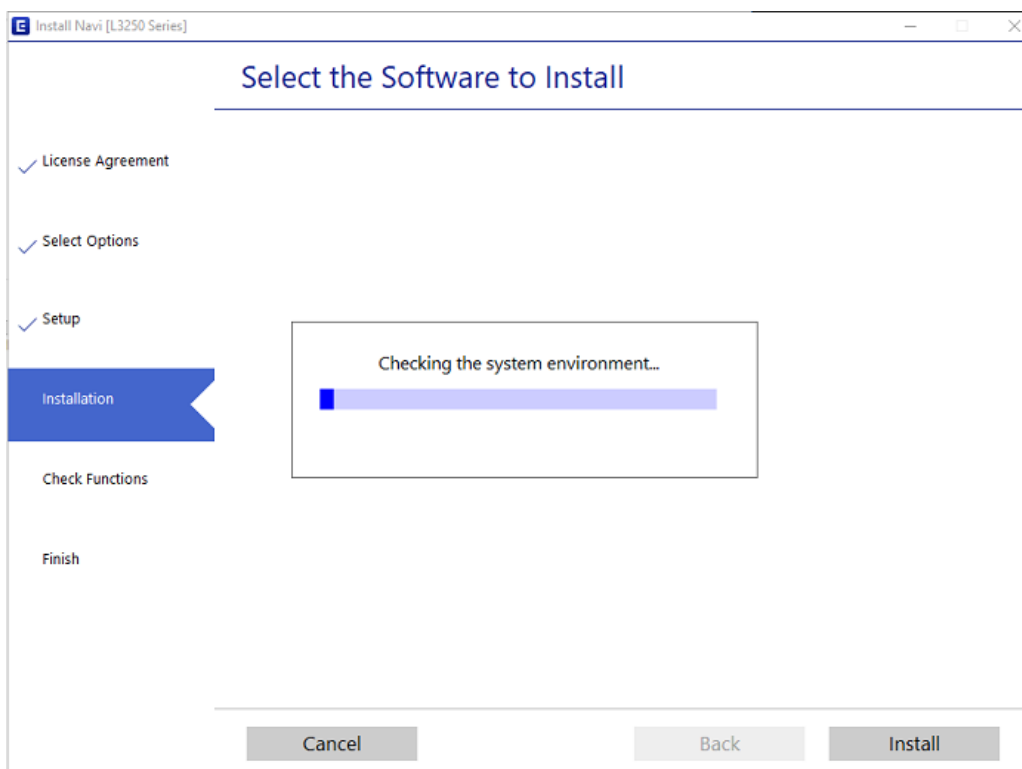 Install Navi [L3250 Series]
Select the Software to Install
License Agreement
Select Options
Setup
Installation
Check Functions
Finish
Checking the system environment...
Cancel
Back
Install